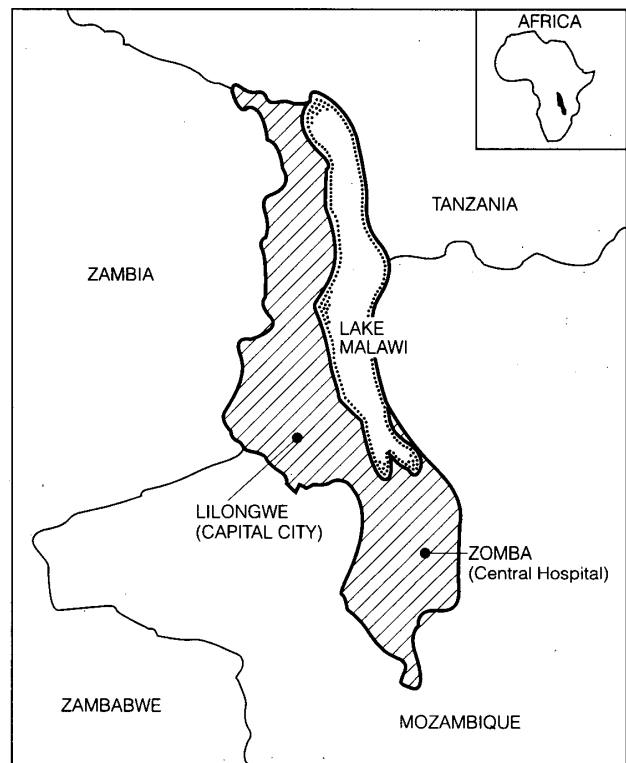 AFRICA
TANZANIA
ZAMBIA
LAKE
MALAWI
LILONGWE
(CAPITAL CITY)
ZOMBA
(Central Hospital)
ZAMBABWE
MOZAMBIQUE